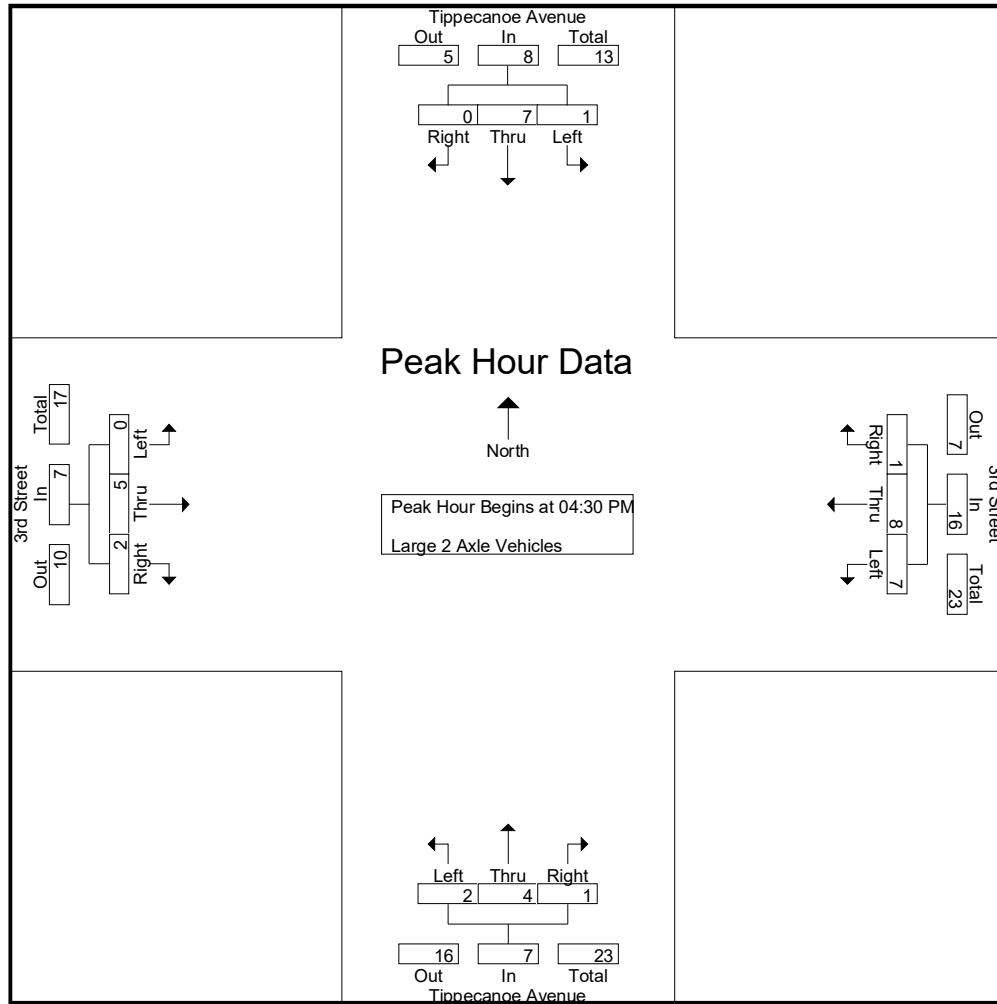 Tippecanoe Avenue
Out In Total
5 8 13
0 7 1
Right Thru Left
Peak Hour Data
North
Peak Hour Begins at 04:30 PM
Large 2 Axle Vehicles
3rd Street
Total In Out
17 7 10
0 5 2
Left Thru Right
Right Thru Left
1 8 7
Out In Total
7 16 23
3rd Street
Left Thru Right
2 4 1
16 7 23
Out In Total
Tippecanoe Avenue